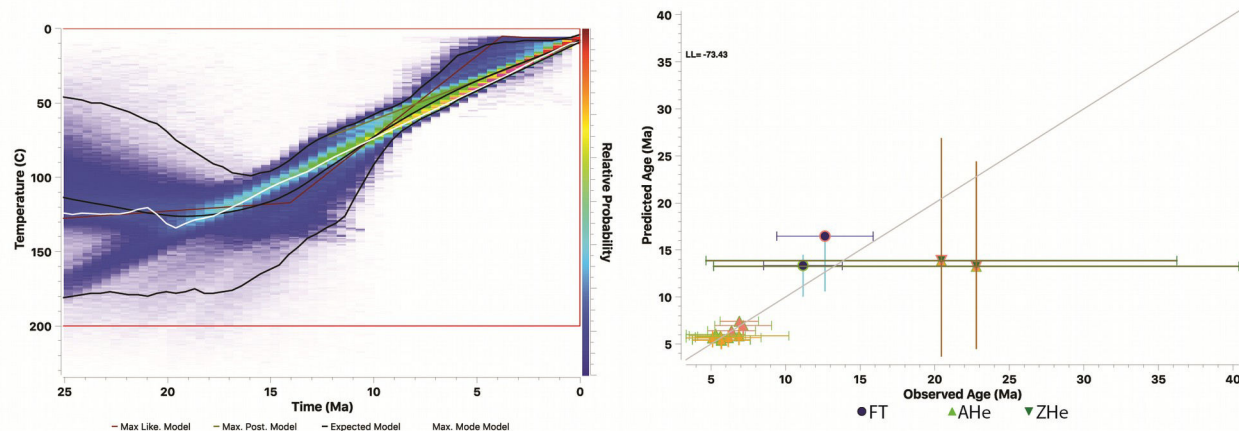 0
50
100
150
200
Temperature (C)
25
20
15
10
5
0
Time (Ma)
Relative Probability
Max Like. Model
Max. Post. Model
Expected Model
Max. Mode Model
LL= -73.43
40
35
30
25
20
15
10
5
Predicted Age (Ma)
5
10
15
20
25
30
35
40
Observed Age (Ma)
FT
AHe
ZHe